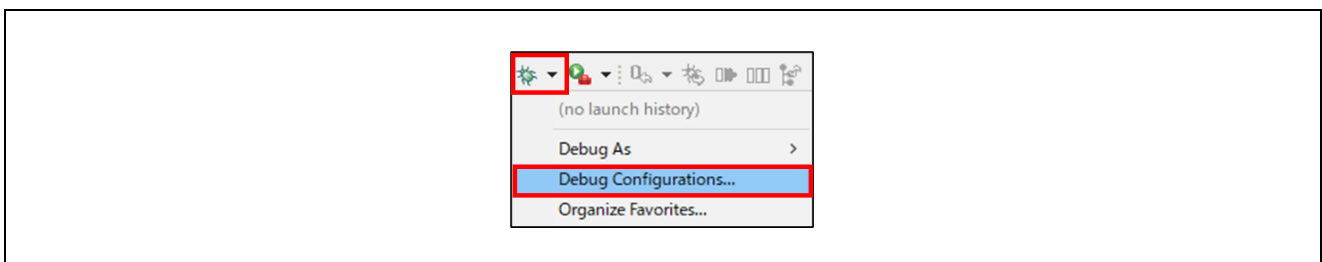 (no launch history)
Debug As
Debug Configurations...
Organize Favorites...